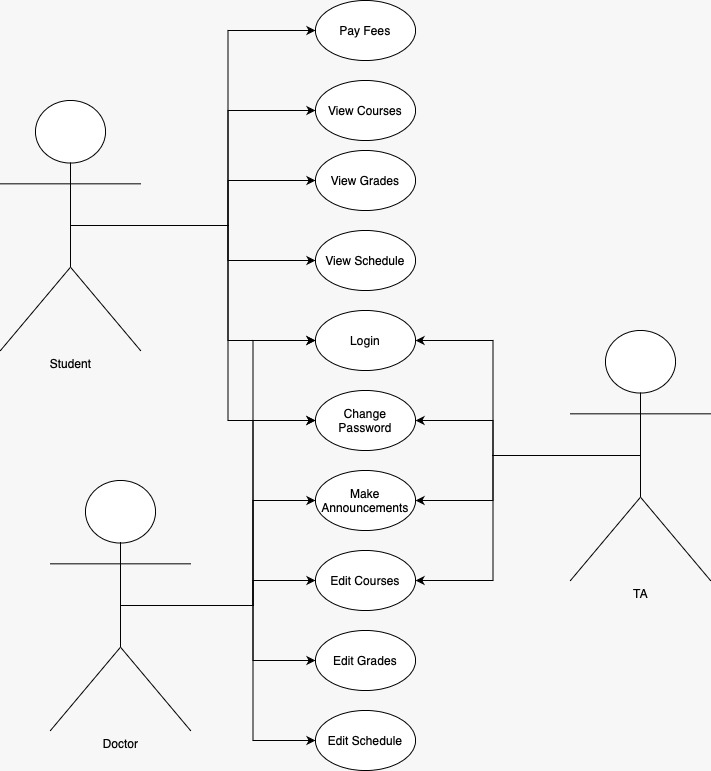 Pay Fees
View Courses
View Grades
View Schedule
Student
Login
Change
Password
Make
Announcements
Edit Courses
TA
Edit Grades
Doctor
Edit Schedule